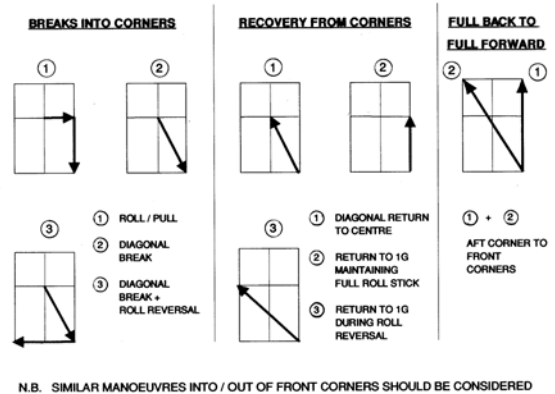 BREAKS INTO CORNERS
1
2
3
1 ROLL / PULL
2 DIAGONAL
BREAK
3 DIAGONAL
BREAK +
ROLL REVERSAL
RECOVERY FROM CORNERS
1
2
3
1 DIAGONAL RETURN
TO CENTRE
2 RETURN TO 1G
MAINTAINING
FULL ROLL STICK
3 RETURN TO 1G
DURING ROLL
REVERSAL
FULL BACK TO
FULL FORWARD
2 1
1 + 2
AFT CORNER TO
FRONT
CORNERS
N.B. SIMILAR MANOEUVRES INTO / OUT OF FRONT CORNERS SHOULD BE CONSIDERED